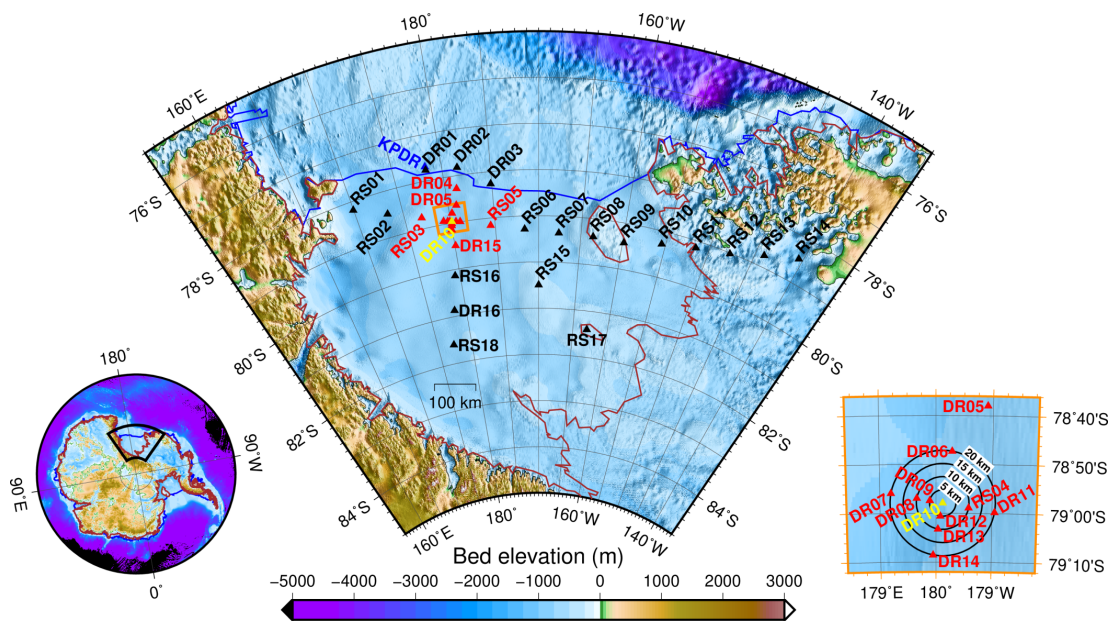 180˚
160˚W
160˚E
140˚W
KPDR
DR01
DR02
DR03
RS01
DR04
RS02
DR05
RS03
DR10
RS05
RS06
RS07
RS08
RS09
RS10
RS11
RS12
RS13
RS14
DR15
RS15
RS16
DR16
RS17
RS18
76˚S
78˚S
80˚S
82˚S
84˚S
76˚S
78˚S
80˚S
82˚S
84˚S
100 km
160˚E
180˚
160˚W
140˚W
180˚
90˚W
90˚E
0˚
Bed elevation (m)
−5000 −4000 −3000 −2000 −1000 0 1000 2000 3000
DR05
DR06
20 km
15 km
10 km
5 km
DR07
DR09
DR08
DR10
RS04
DR11
DR12
DR13
DR14
78˚40'S
78˚50'S
79˚00'S
79˚10'S
179˚E
180˚
179˚W